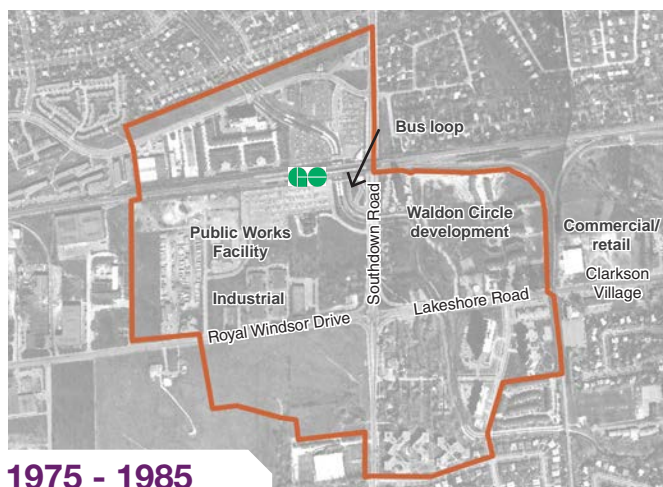 Bus loop
GO
Southdown Road
Waldon Circle
development
Commercial/
retail
Public Works
Facility
Clarkson
Village
Industrial
Lakeshore Road
Royal Windsor Drive
1975 - 1985